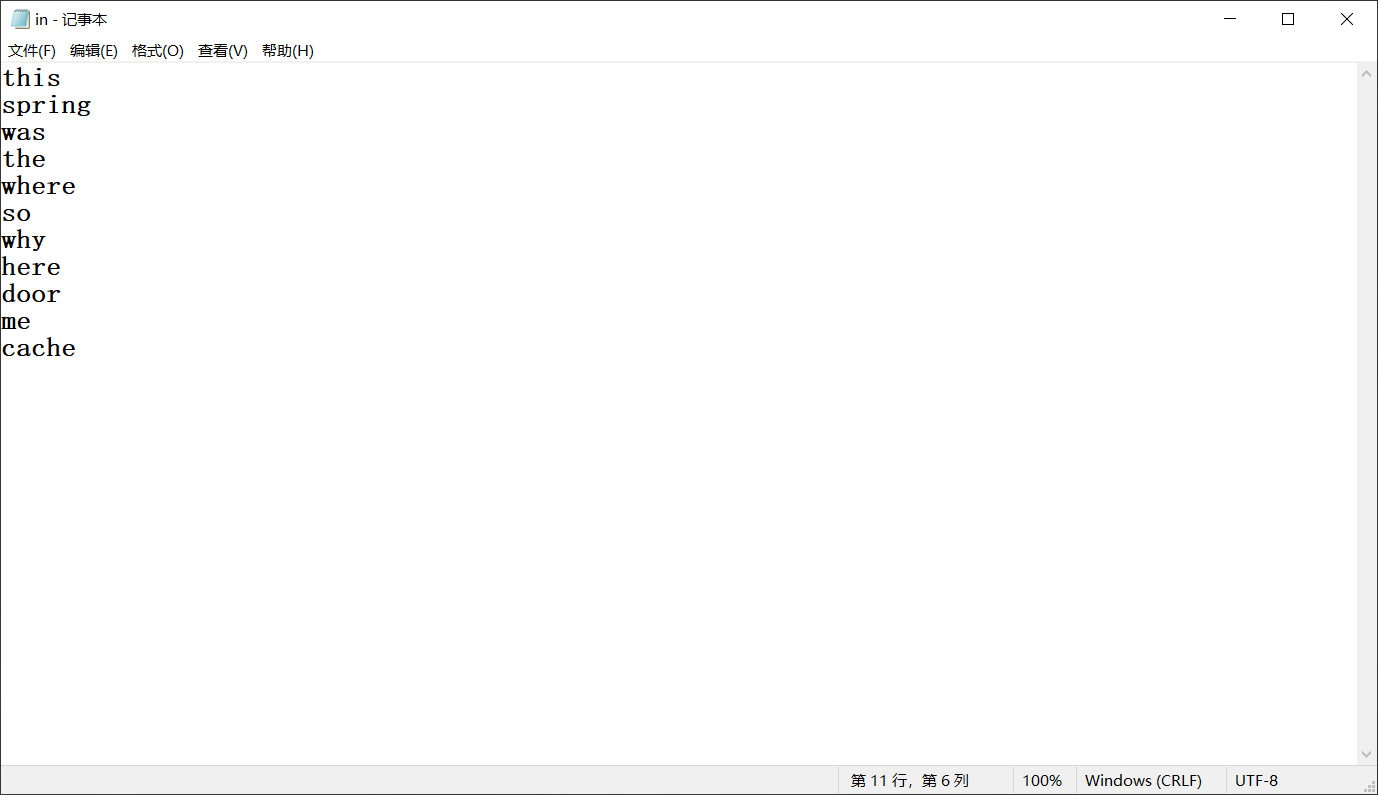 in - 记事本
文件(F) 编辑(E) 格式(O) 查看(V) 帮助(H)
this
spring
was
the
where
so
why
here
door
me
cache
第 11 行，第 6 列 100% Windows (CRLF) UTF-8